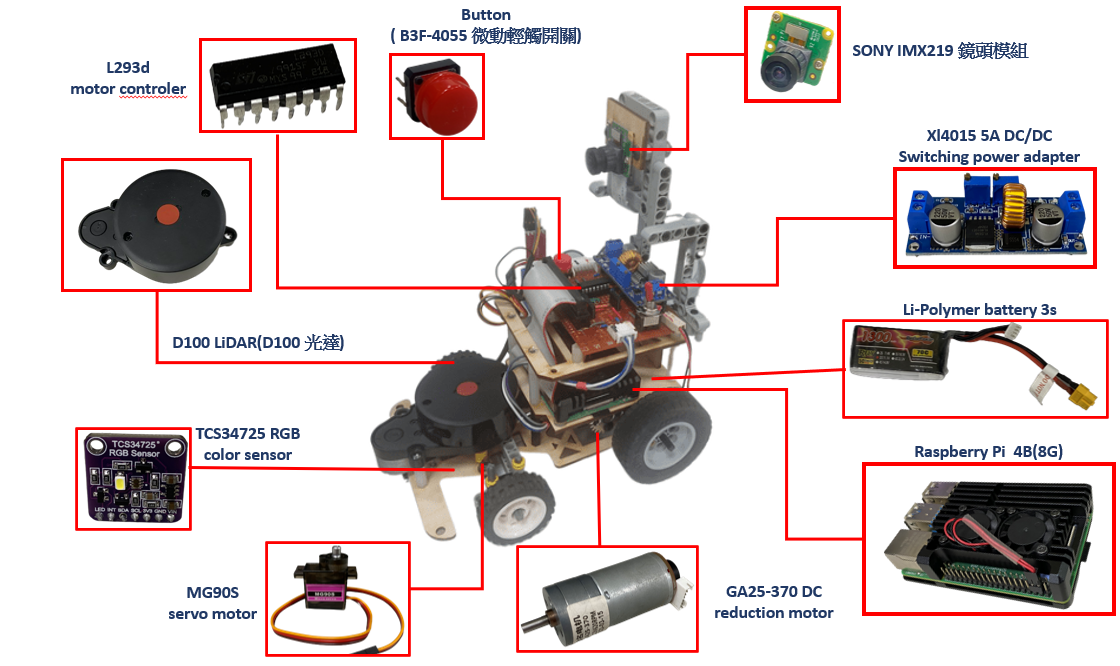 Button
( B3F-4055 微動輕觸開關)
L293d
motor controler
SONY IMX219 鏡頭模組
Xl4015 5A DC/DC
Switching power adapter
IN-
Li-Polymer battery 3s
1300
D100 LiDAR(D100 光達)
TCS34725 RGB
color sensor
TCS34725
RGB Sensor
LED INT SDA SCL 3V3 GND VIN
Raspberry Pi 4B(8G)
MG90S
servo motor
MG90S
GA25-370 DC
reduction motor